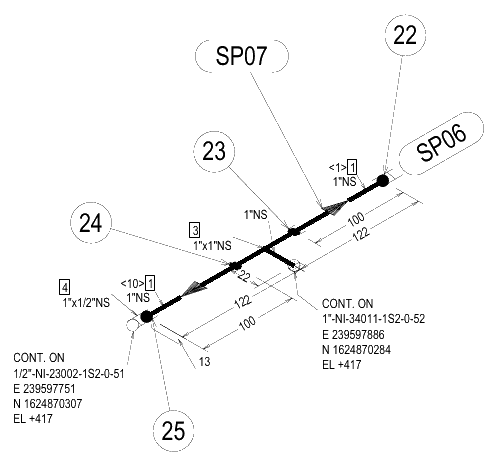 22
SP07
SP06
23
<1> 1
1"NS
100
122
1"NS
24
3
1"x1"NS
22
4
<10> 1
1"x1/2"NS
1"NS
122
100
13
CONT. ON
1"-NI-34011-1S2-0-52
E 239597886
N 1624870284
EL +417
CONT. ON
1/2"-NI-23002-1S2-0-51
E 239597751
N 1624870307
EL +417
25